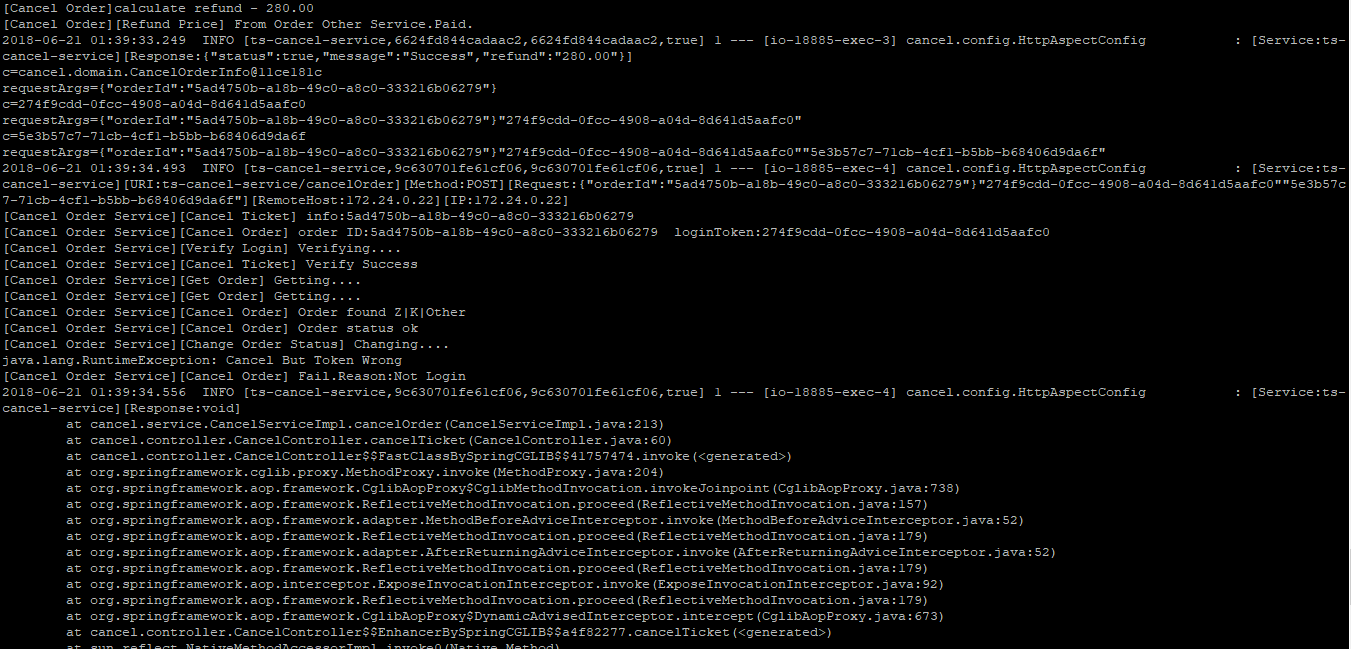 [Cancel Order]calculate refund - 280.00
[Cancel Order][Refund Price] From Order Other Service.Paid.
2018-06-21 01:39:33.249  INFO [ts-cancel-service,6624fd844cadaac2,6624fd844cadaac2,true] 1 --- [io-18885-exec-3] cancel.config.HttpAspectConfig           : [Service:ts-
cancel-service][Response:{"status":true,"message":"Success","refund":"280.00"}]
c=cancel.domain.CancelOrderInfo@11ce181c
requestArgs={"orderId":"5ad4750b-a18b-49c0-a8c0-333216b06279"}
c=274f9cdd-0fcc-4908-a04d-8d641d5aafc0
requestArgs={"orderId":"5ad4750b-a18b-49c0-a8c0-333216b06279"}"274f9cdd-0fcc-4908-a04d-8d641d5aafc0"
c=5e3b57c7-71cb-4cf1-b5bb-b68406d9da6f
requestArgs={"orderId":"5ad4750b-a18b-49c0-a8c0-333216b06279"}"274f9cdd-0fcc-4908-a04d-8d641d5aafc0""5e3b57c7-71cb-4cf1-b5bb-b68406d9da6f"
2018-06-21 01:39:34.493  INFO [ts-cancel-service,9c630701fe61cf06,9c630701fe61cf06,true] 1 --- [io-18885-exec-4] cancel.config.HttpAspectConfig           : [Service:ts-
cancel-service][URI:ts-cancel-service/cancelOrder][Method:POST][Request:{"orderId":"5ad4750b-a18b-49c0-a8c0-333216b06279"}"274f9cdd-0fcc-4908-a04d-8d641d5aafc0""5e3b57c
7-71cb-4cf1-b5bb-b68406d9da6f"][RemoteHost:172.24.0.22][IP:172.24.0.22]
[Cancel Order Service][Cancel Ticket] info:5ad4750b-a18b-49c0-a8c0-333216b06279
[Cancel Order Service][Cancel Order] order ID:5ad4750b-a18b-49c0-a8c0-333216b06279  loginToken:274f9cdd-0fcc-4908-a04d-8d641d5aafc0
[Cancel Order Service][Verify Login] Verifying....
[Cancel Order Service][Cancel Ticket] Verify Success
[Cancel Order Service][Get Order] Getting....
[Cancel Order Service][Get Order] Getting....
[Cancel Order Service][Cancel Order] Order found Z|K|Other
[Cancel Order Service][Cancel Order] Order status ok
[Cancel Order Service][Change Order Status] Changing....
java.lang.RuntimeException: Cancel But Token Wrong
[Cancel Order Service][Cancel Order] Fail.Reason:Not Login
2018-06-21 01:39:34.556  INFO [ts-cancel-service,9c630701fe61cf06,9c630701fe61cf06,true] 1 --- [io-18885-exec-4] cancel.config.HttpAspectConfig           : [Service:ts-
cancel-service][Response:void]
        at cancel.service.CancelServiceImpl.cancelOrder(CancelServiceImpl.java:213)
        at cancel.controller.CancelController.cancelTicket(CancelController.java:60)
        at cancel.controller.CancelController$$FastClassBySpringCGLIB$$41757474.invoke(<generated>)
        at org.springframework.cglib.proxy.MethodProxy.invoke(MethodProxy.java:204)
        at org.springframework.aop.framework.CglibAopProxy$CglibMethodInvocation.invokeJoinpoint(CglibAopProxy.java:738)
        at org.springframework.aop.framework.ReflectiveMethodInvocation.proceed(ReflectiveMethodInvocation.java:157)
        at org.springframework.aop.framework.adapter.MethodBeforeAdviceInterceptor.invoke(MethodBeforeAdviceInterceptor.java:52)
        at org.springframework.aop.framework.ReflectiveMethodInvocation.proceed(ReflectiveMethodInvocation.java:179)
        at org.springframework.aop.framework.adapter.AfterReturningAdviceInterceptor.invoke(AfterReturningAdviceInterceptor.java:52)
        at org.springframework.aop.framework.ReflectiveMethodInvocation.proceed(ReflectiveMethodInvocation.java:179)
        at org.springframework.aop.interceptor.ExposeInvocationInterceptor.invoke(ExposeInvocationInterceptor.java:92)
        at org.springframework.aop.framework.ReflectiveMethodInvocation.proceed(ReflectiveMethodInvocation.java:179)
        at org.springframework.aop.framework.CglibAopProxy$DynamicAdvisedInterceptor.intercept(CglibAopProxy.java:673)
        at cancel.controller.CancelController$$EnhancerBySpringCGLIB$$a4f82277.cancelTicket(<generated>)
        at sun.reflect.NativeMethodAccessorImpl.invoke0(Native Method)